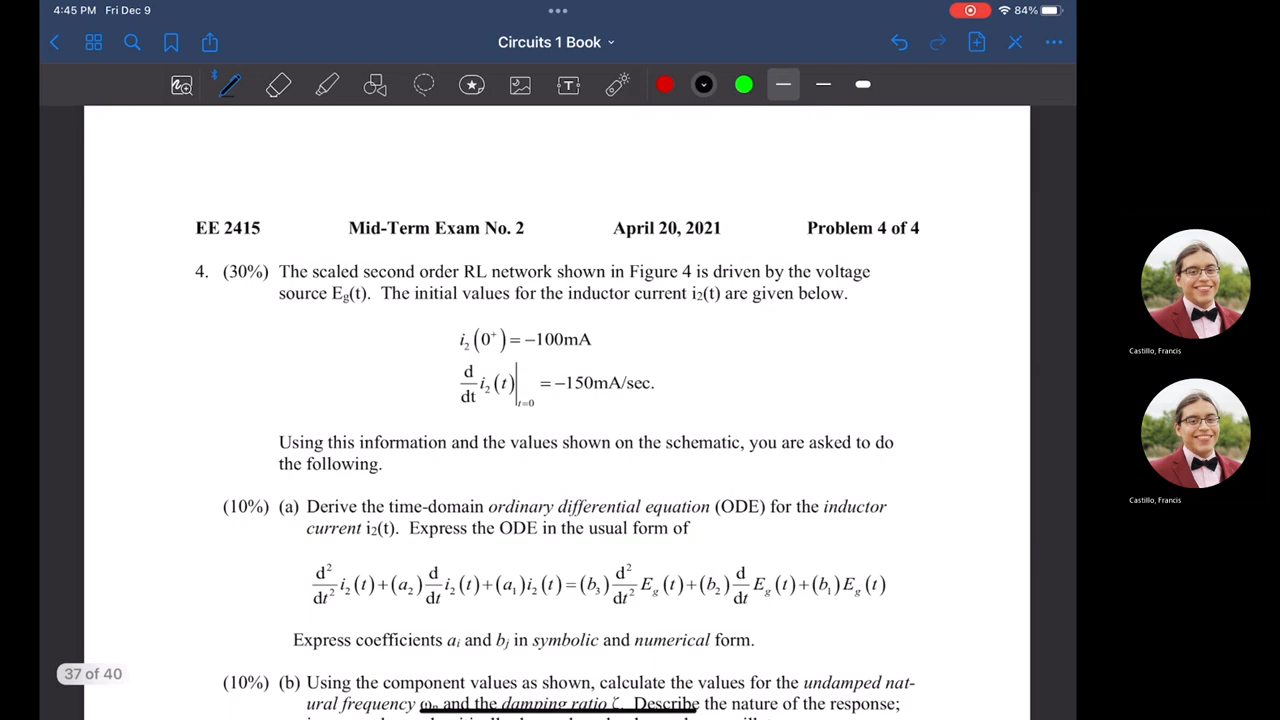 4:45 PM Fri Dec 9
84%
Circuits 1 Book
T
EE 2415 Mid-Term Exam No. 2 April 20, 2021 Problem 4 of 4
4. (30%) The scaled second order RL network shown in Figure 4 is driven by the voltage
source Eg(t). The initial values for the inductor current i2(t) are given below.
i₂(0⁺) = −100mA
d/dt i₂(t)|t=0 = −150mA/sec.
Using this information and the values shown on the schematic, you are asked to do
the following.
(10%) (a) Derive the time-domain ordinary differential equation (ODE) for the inductor
current i2(t). Express the ODE in the usual form of
d²/dt² i₂(t) + (a₂) d/dt i₂(t) + (a₁) i₂(t) = (b₃) d²/dt² Eg(t) + (b₂) d/dt Eg(t) + (b₁) Eg(t)
Express coefficients ai and bj in symbolic and numerical form.
37 of 40
(10%) (b) Using the component values as shown, calculate the values for the undamped nat-
ural frequency ωn and the damping ratio ζ. Describe the nature of the response;
Castillo, Francis
Castillo, Francis